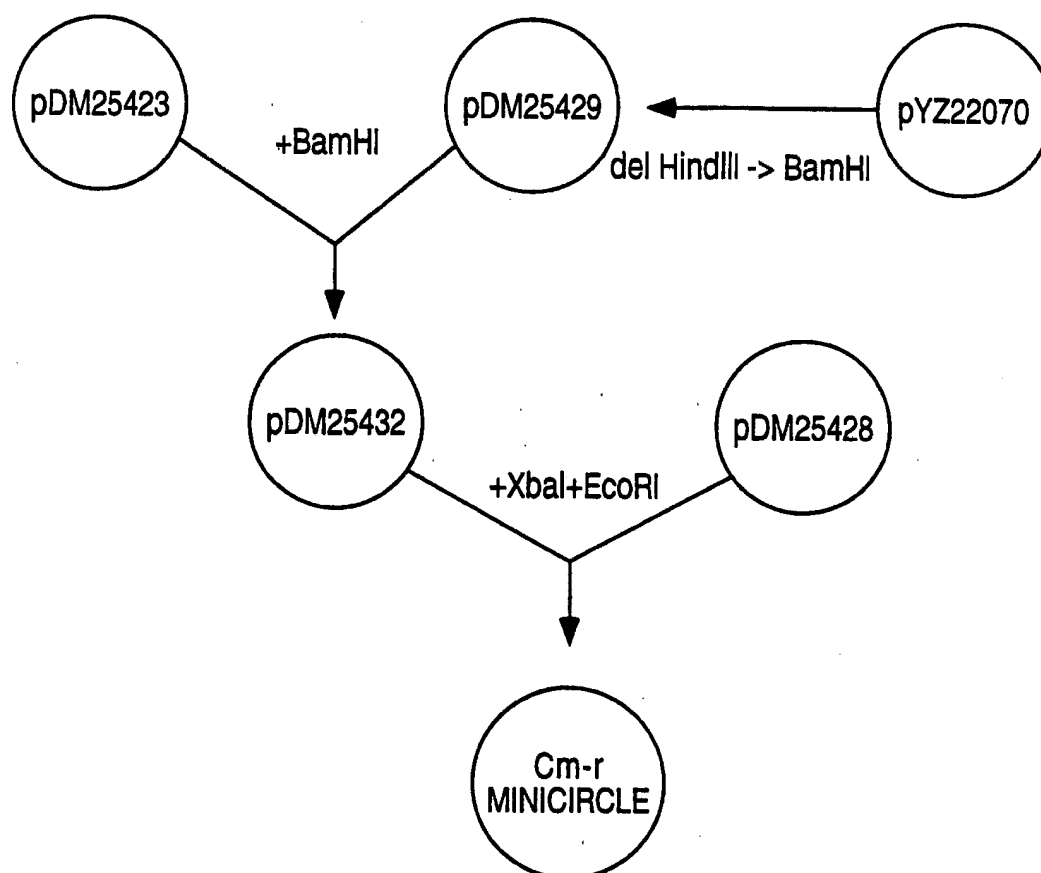 pDM25423
+BamHI
pDM25429
pYZ22070
del HindIII -> BamHI
pDM25432
+XbaI+EcoRI
pDM25428
Cm-r
MINICIRCLE